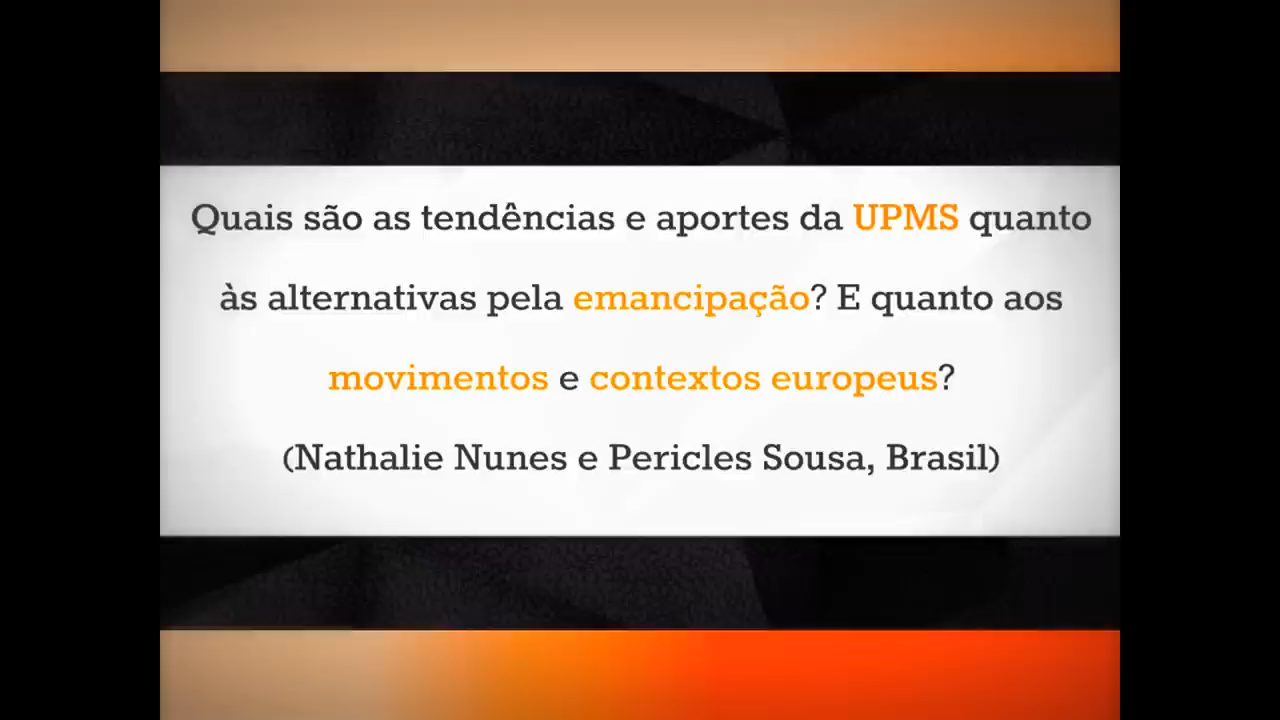 Quais são as tendências e aportes da UPMS quanto
às alternativas pela emancipação? E quanto aos
movimentos e contextos europeus?
(Nathalie Nunes e Pericles Sousa, Brasil)